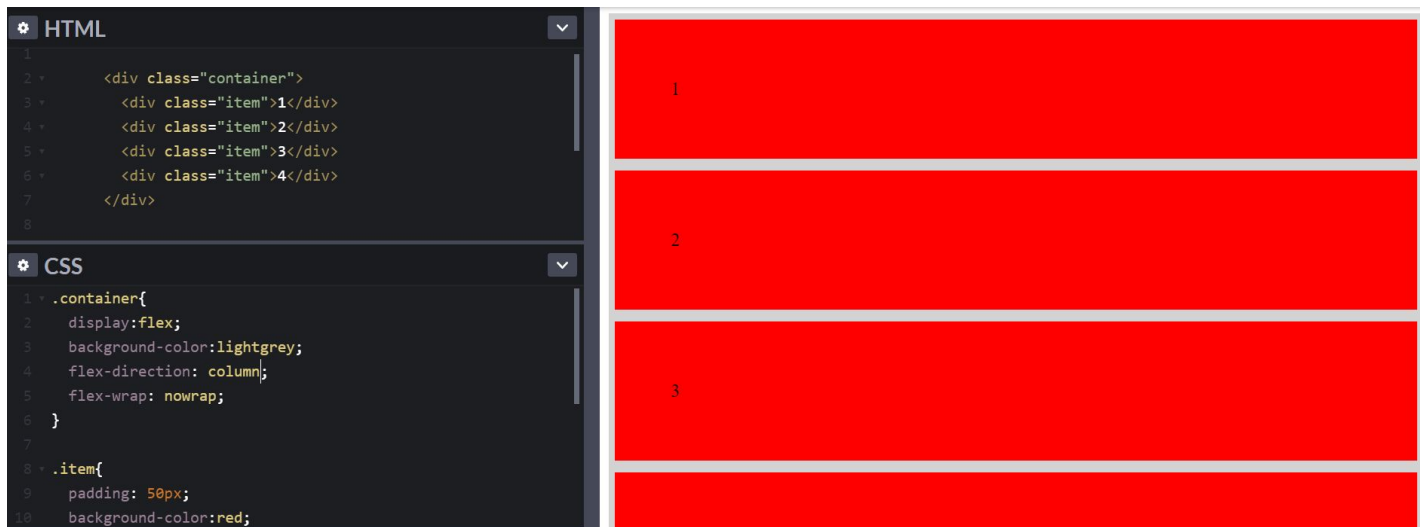 HTML
1
2 <div class="container">
3 <div class="item">1</div>
4 <div class="item">2</div>
5 <div class="item">3</div>
6 <div class="item">4</div>
7 </div>
8
CSS
1 .container{
2 display:flex;
3 background-color:lightgrey;
4 flex-direction: column;
5 flex-wrap: nowrap;
6 }
7
8 .item{
9 padding: 50px;
10 background-color:red;
1
2
3